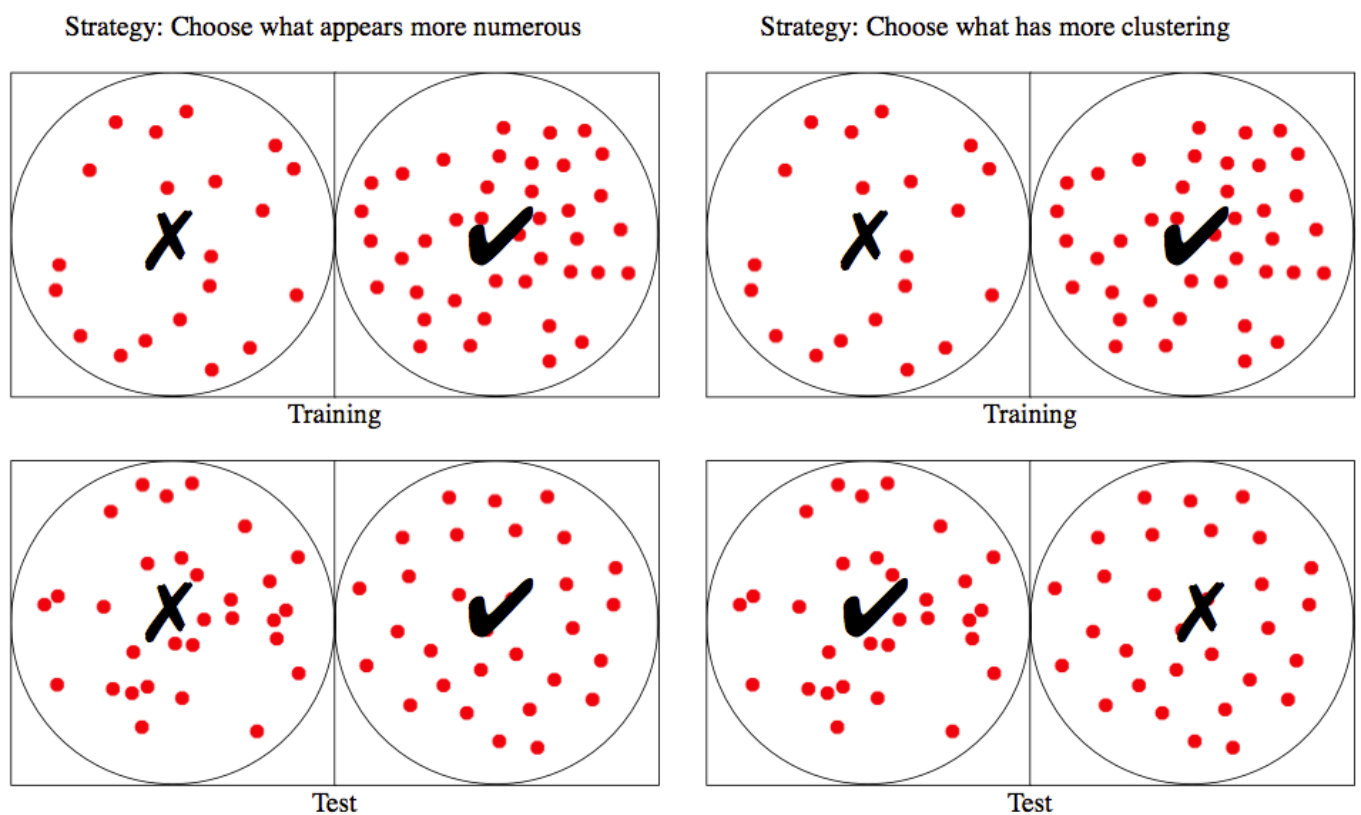 Strategy: Choose what appears more numerous
Strategy: Choose what has more clustering
Training
Training
Test
Test